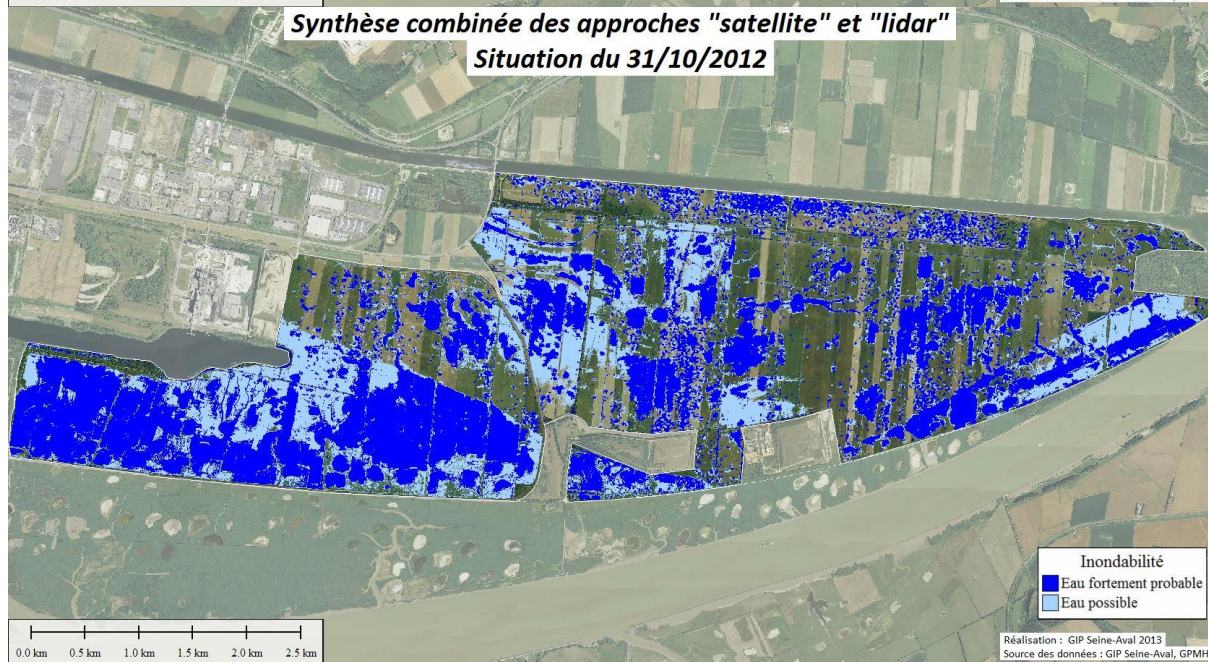 Synthèse combinée des approches "satellite" et "lidar"
Situation du 31/10/2012
Inondabilité
Eau fortement probable
Eau possible
0.0 km 0.5 km 1.0 km 1.5 km 2.0 km 2.5 km
Réalisation : GIP Seine-Aval 2013
Source des données : GIP Seine-Aval, GPMH